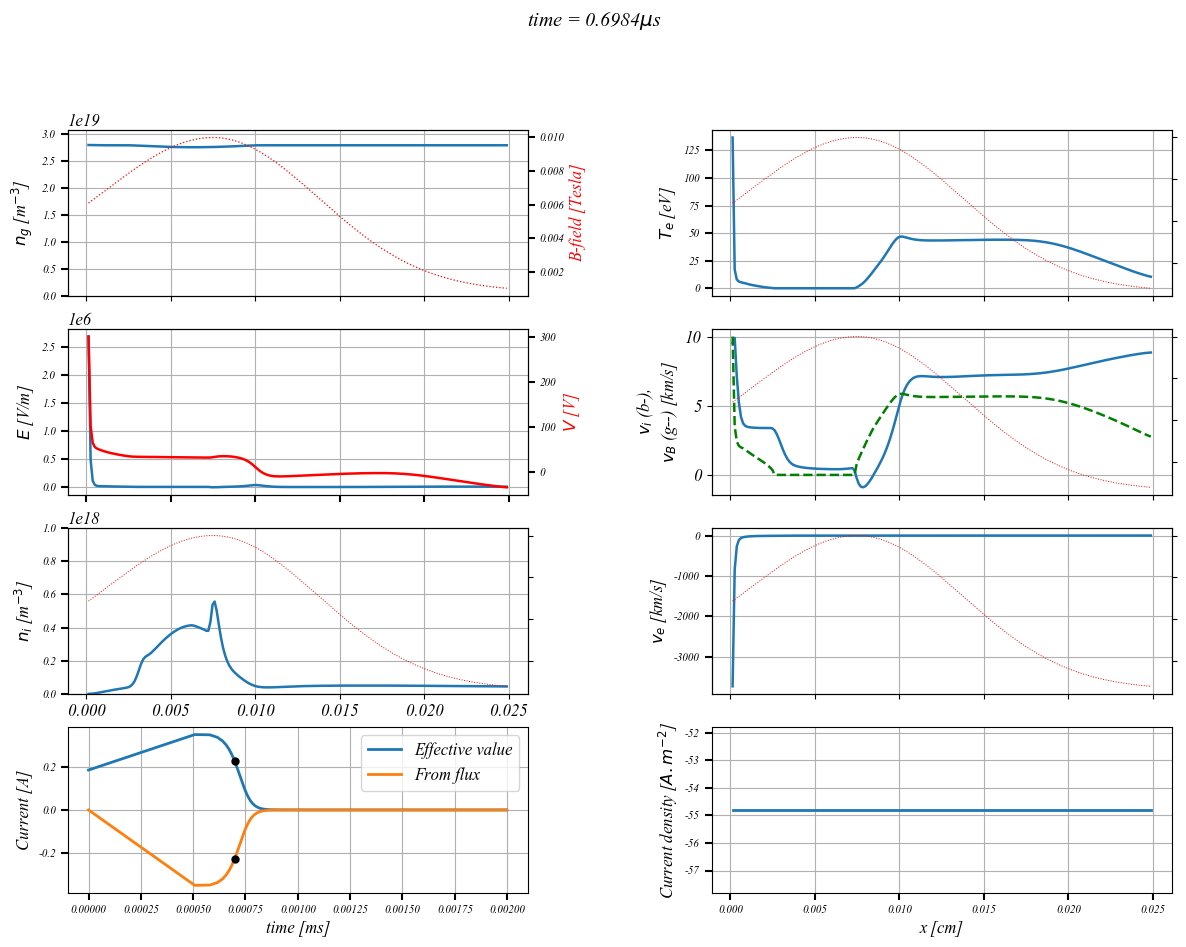 time = 0.6984μs
1e19
3.0
2.5
2.0
1.5
1.0
0.5
0.0
n_g [m^{-3}]
0.010
0.008
0.006
0.004
0.002
B-field [Tesla]
125
100
75
50
25
0
T_e [eV]
1e6
2.5
2.0
1.5
1.0
0.5
0.0
E [V/m]
300
200
100
0
V [V]
10
5
0
v_i (b-),
v_B (g--) [km/s]
1e18
1.0
0.8
0.6
0.4
0.2
0.0
n_i [m^{-3}]
0.000 0.005 0.010 0.015 0.020 0.025
0
-1000
-2000
-3000
v_e [km/s]
0.2
0.0
-0.2
Current [A]
Effective value
From flux
0.00000 0.00025 0.00050 0.00075 0.00100 0.00125 0.00150 0.00175 0.00200
time [ms]
-52
-53
-54
-55
-56
-57
Current density [A.m^{-2}]
0.000 0.005 0.010 0.015 0.020 0.025
x [cm]